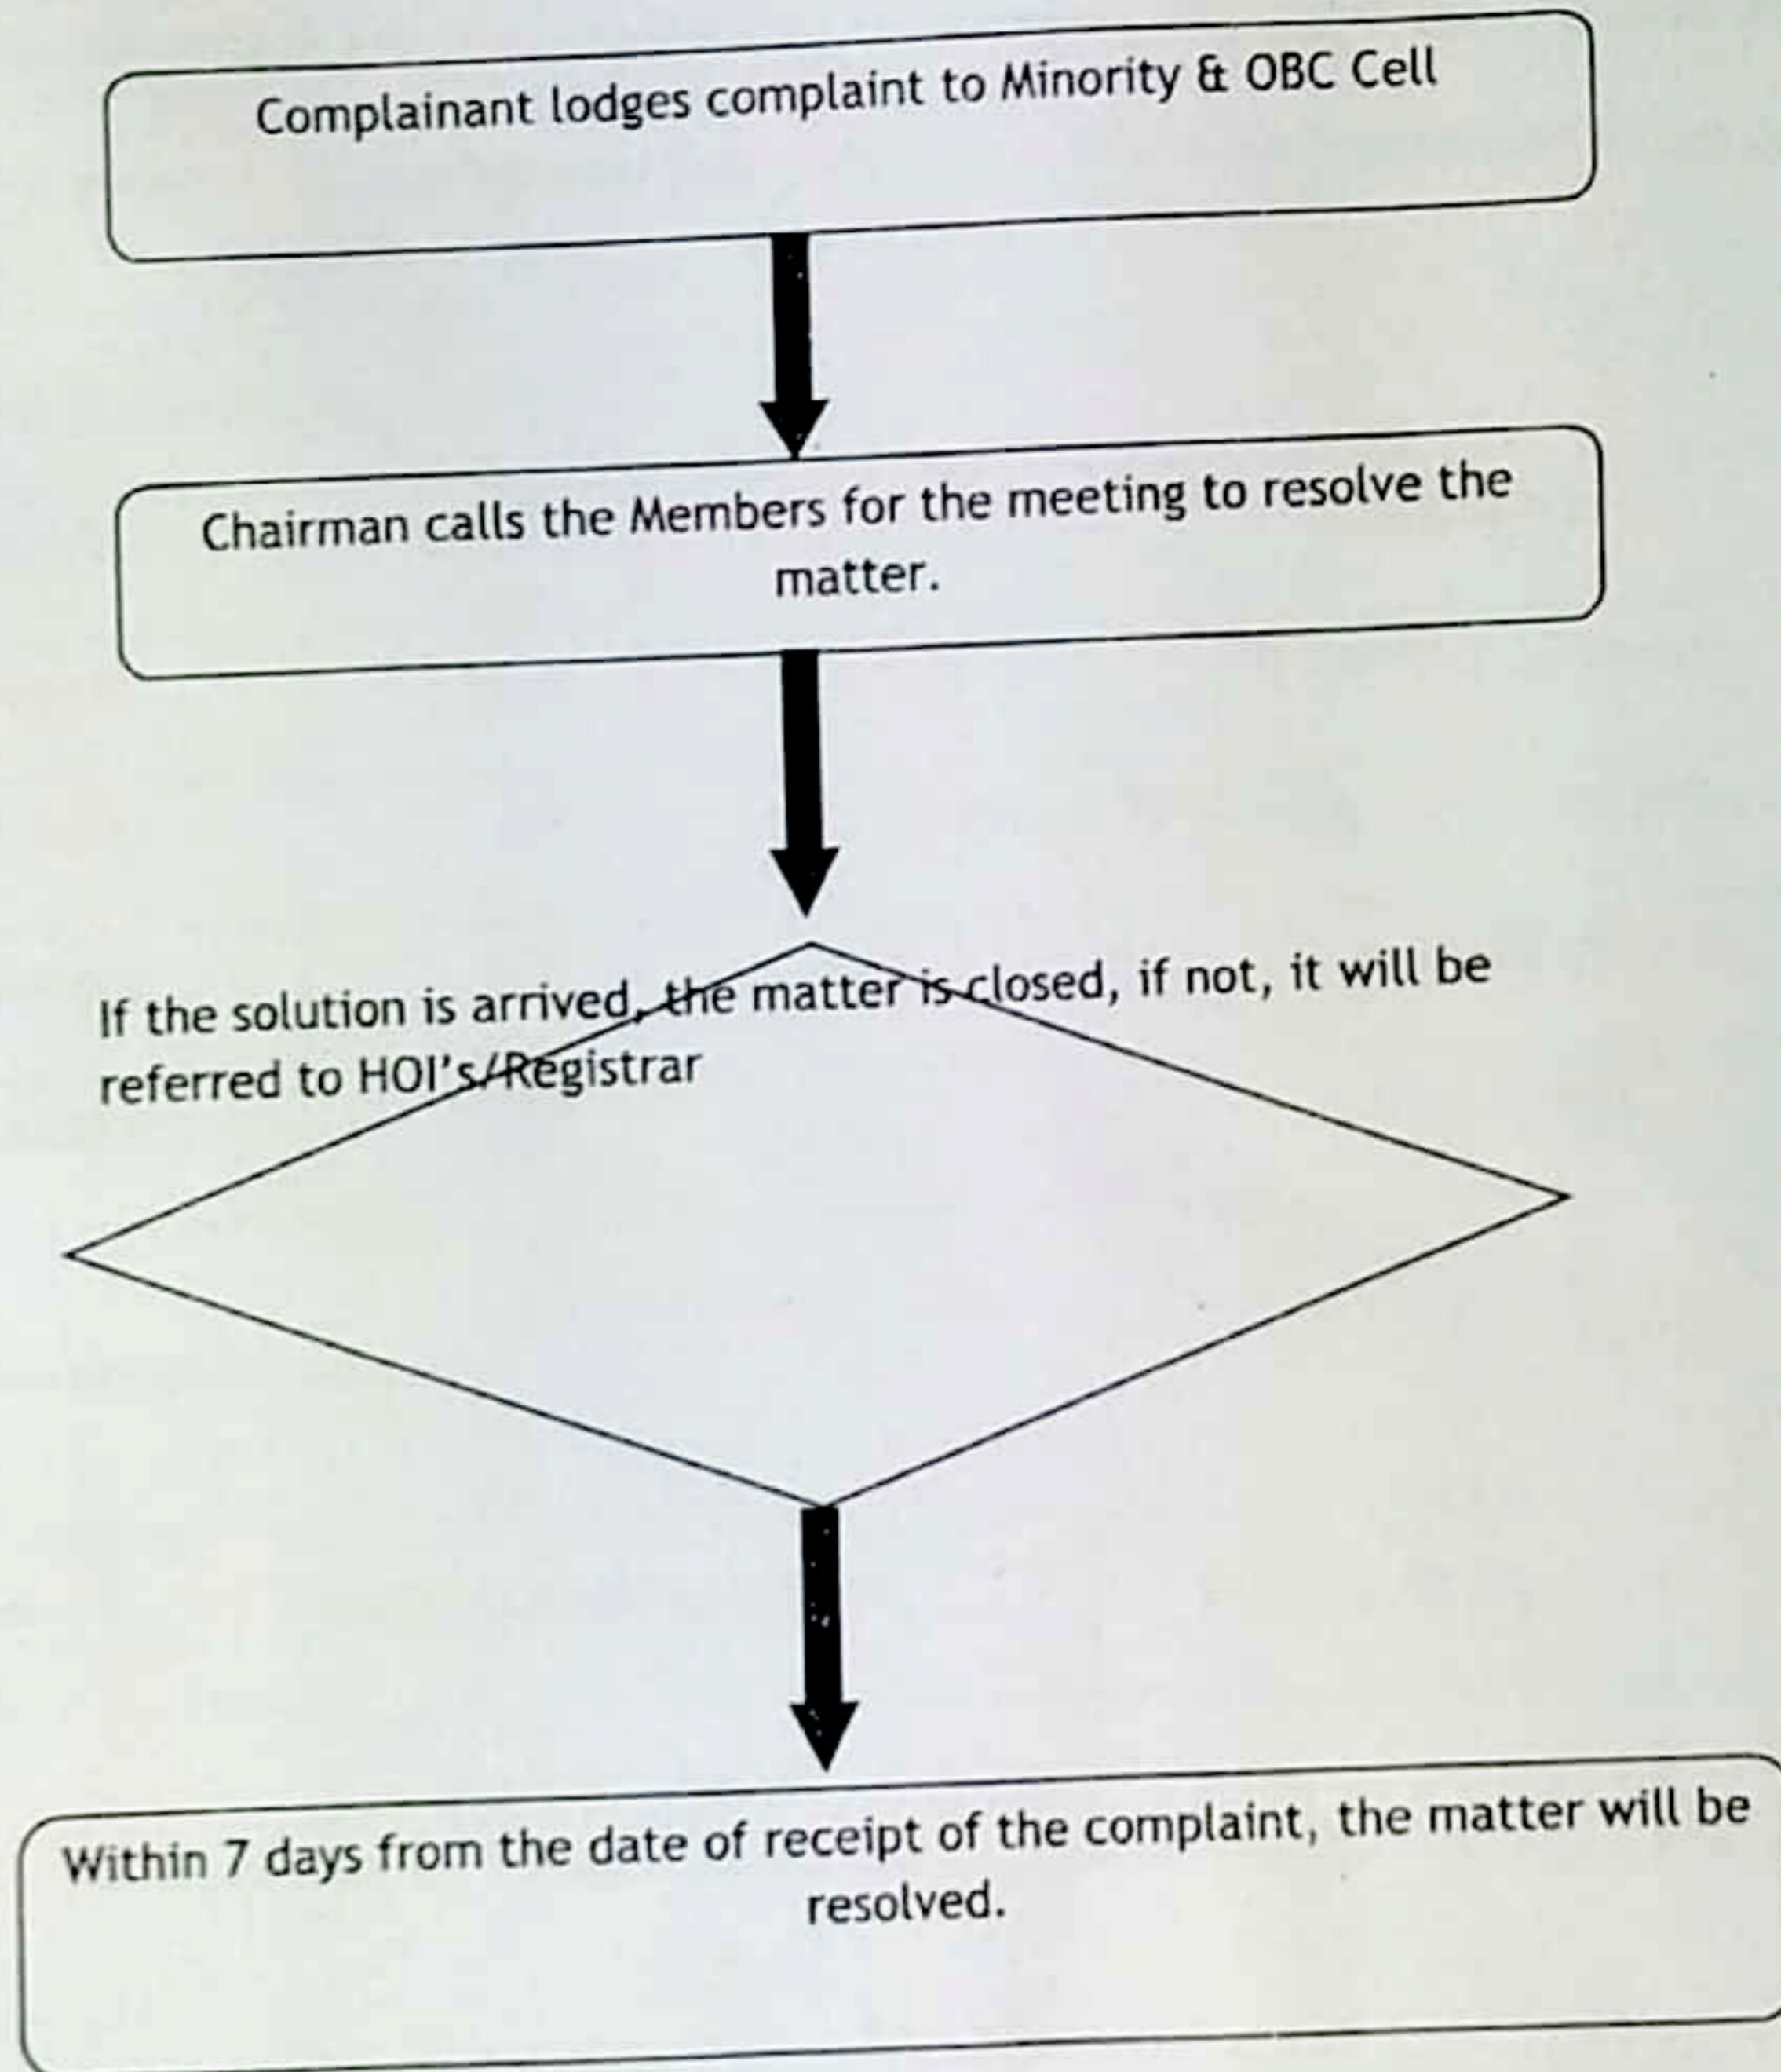 Complainant lodges complaint to Minority & OBC Cell
Chairman calls the Members for the meeting to resolve the
matter.
If the solution is arrived, the matter is closed, if not, it will be
referred to HOI's/Registrar
Within 7 days from the date of receipt of the complaint, the matter will be
resolved.